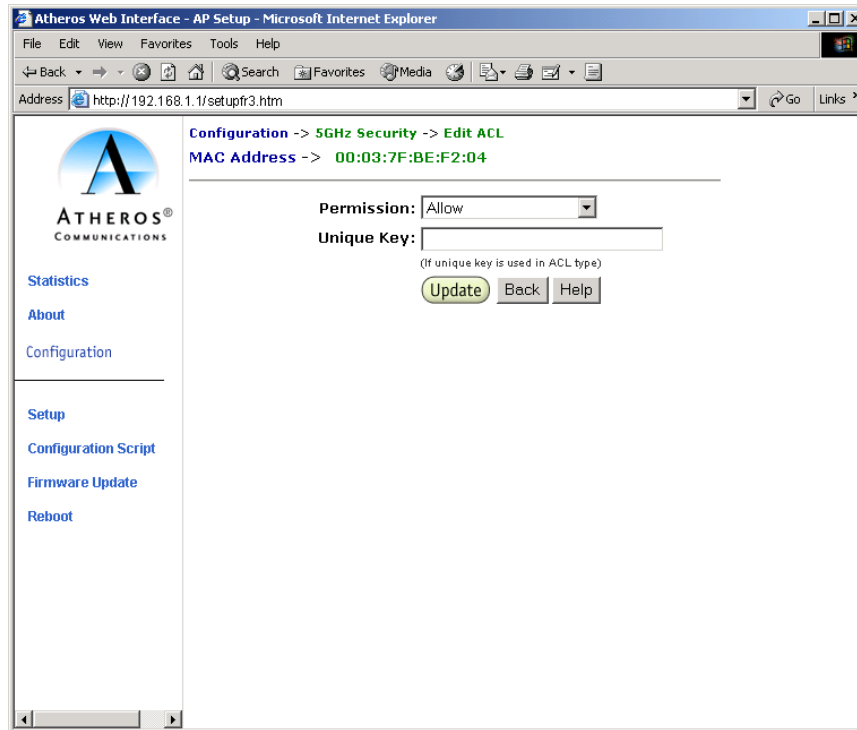 Atheros Web Interface - AP Setup - Microsoft Internet Explorer
File Edit View Favorites Tools Help
Back Search Favorites Media
Address http://192.168.1.1/setupfr3.htm Go Links
ATHEROS®
COMMUNICATIONS
Statistics
About
Configuration
Setup
Configuration Script
Firmware Update
Reboot
Configuration -> 5GHz Security -> Edit ACL
MAC Address -> 00:03:7F:BE:F2:04
Permission: Allow
Unique Key:
(If unique key is used in ACL type)
Update Back Help